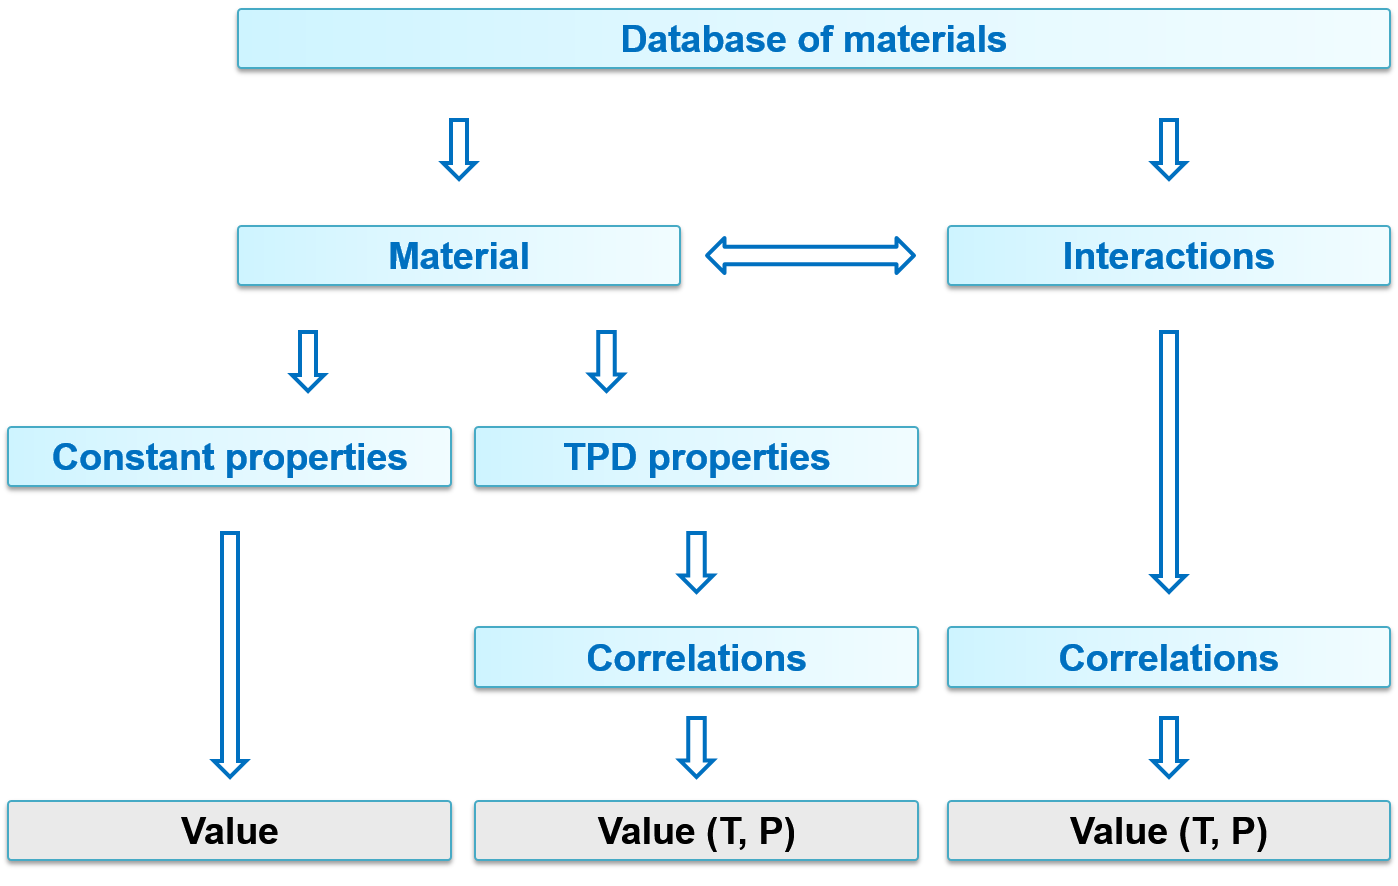 Database of materials
Material
Interactions
Constant properties
TPD properties
Correlations
Correlations
Value
Value (T, P)
Value (T, P)